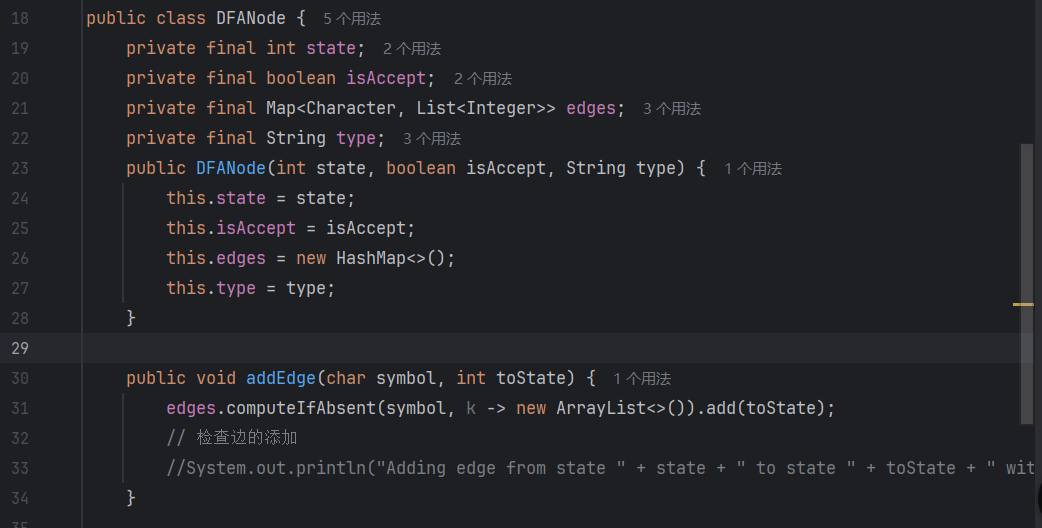 18 public class DFANode { 5 个用法
19 private final int state; 2 个用法
20 private final boolean isAccept; 2 个用法
21 private final Map<Character, List<Integer>> edges; 3 个用法
22 private final String type; 3 个用法
23 public DFANode(int state, boolean isAccept, String type) { 1 个用法
24 this.state = state;
25 this.isAccept = isAccept;
26 this.edges = new HashMap<>();
27 this.type = type;
28 }
29
30 public void addEdge(char symbol, int toState) { 1 个用法
31 edges.computeIfAbsent(symbol, k -> new ArrayList<>()).add(toState);
32 // 检查边的添加
33 //System.out.println("Adding edge from state " + state + " to state " + toState + " wit
34 }
35